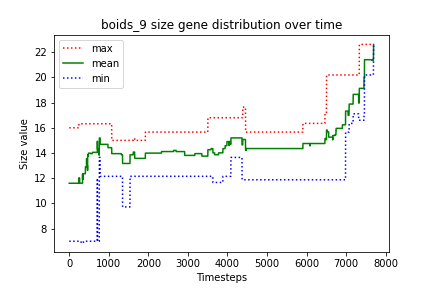 boids_9 size gene distribution over time
max
mean
min
Size value
22
20
18
16
14
12
10
8
0 1000 2000 3000 4000 5000 6000 7000 8000
Timesteps